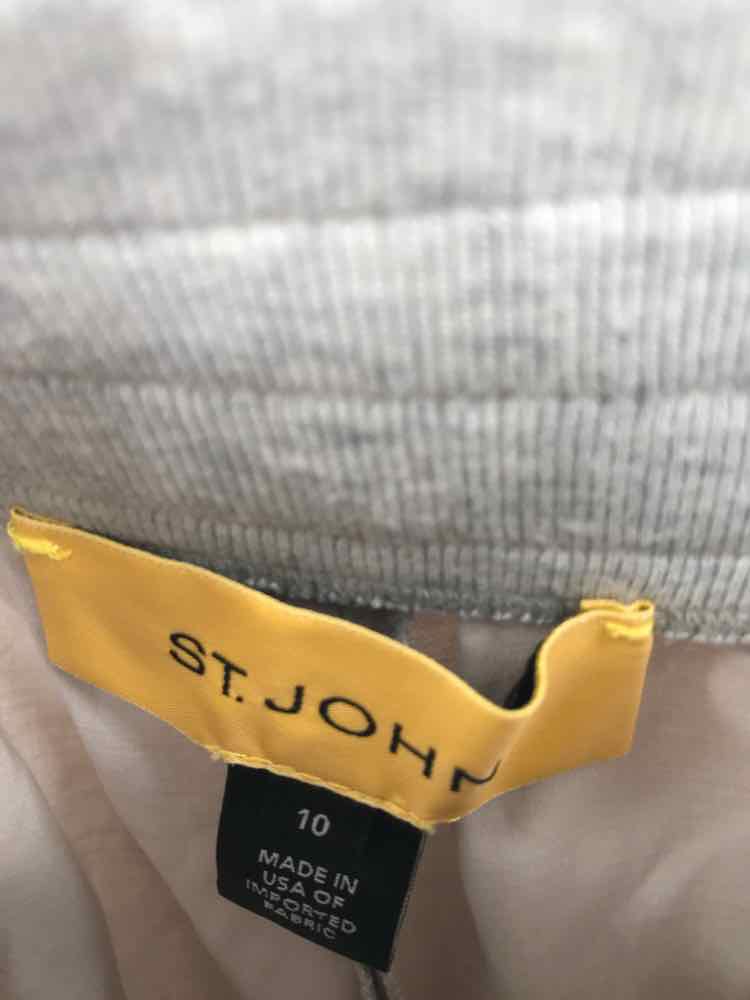 ST. JOHN
10
MADE IN
USA OF
IMPORTED
FABRIC